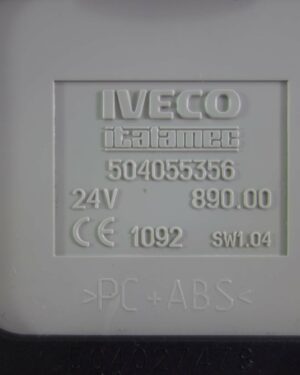 IVECO
italamec
504055356
24V 890.00
CE 1092 SW1.04
>PC+ABS<